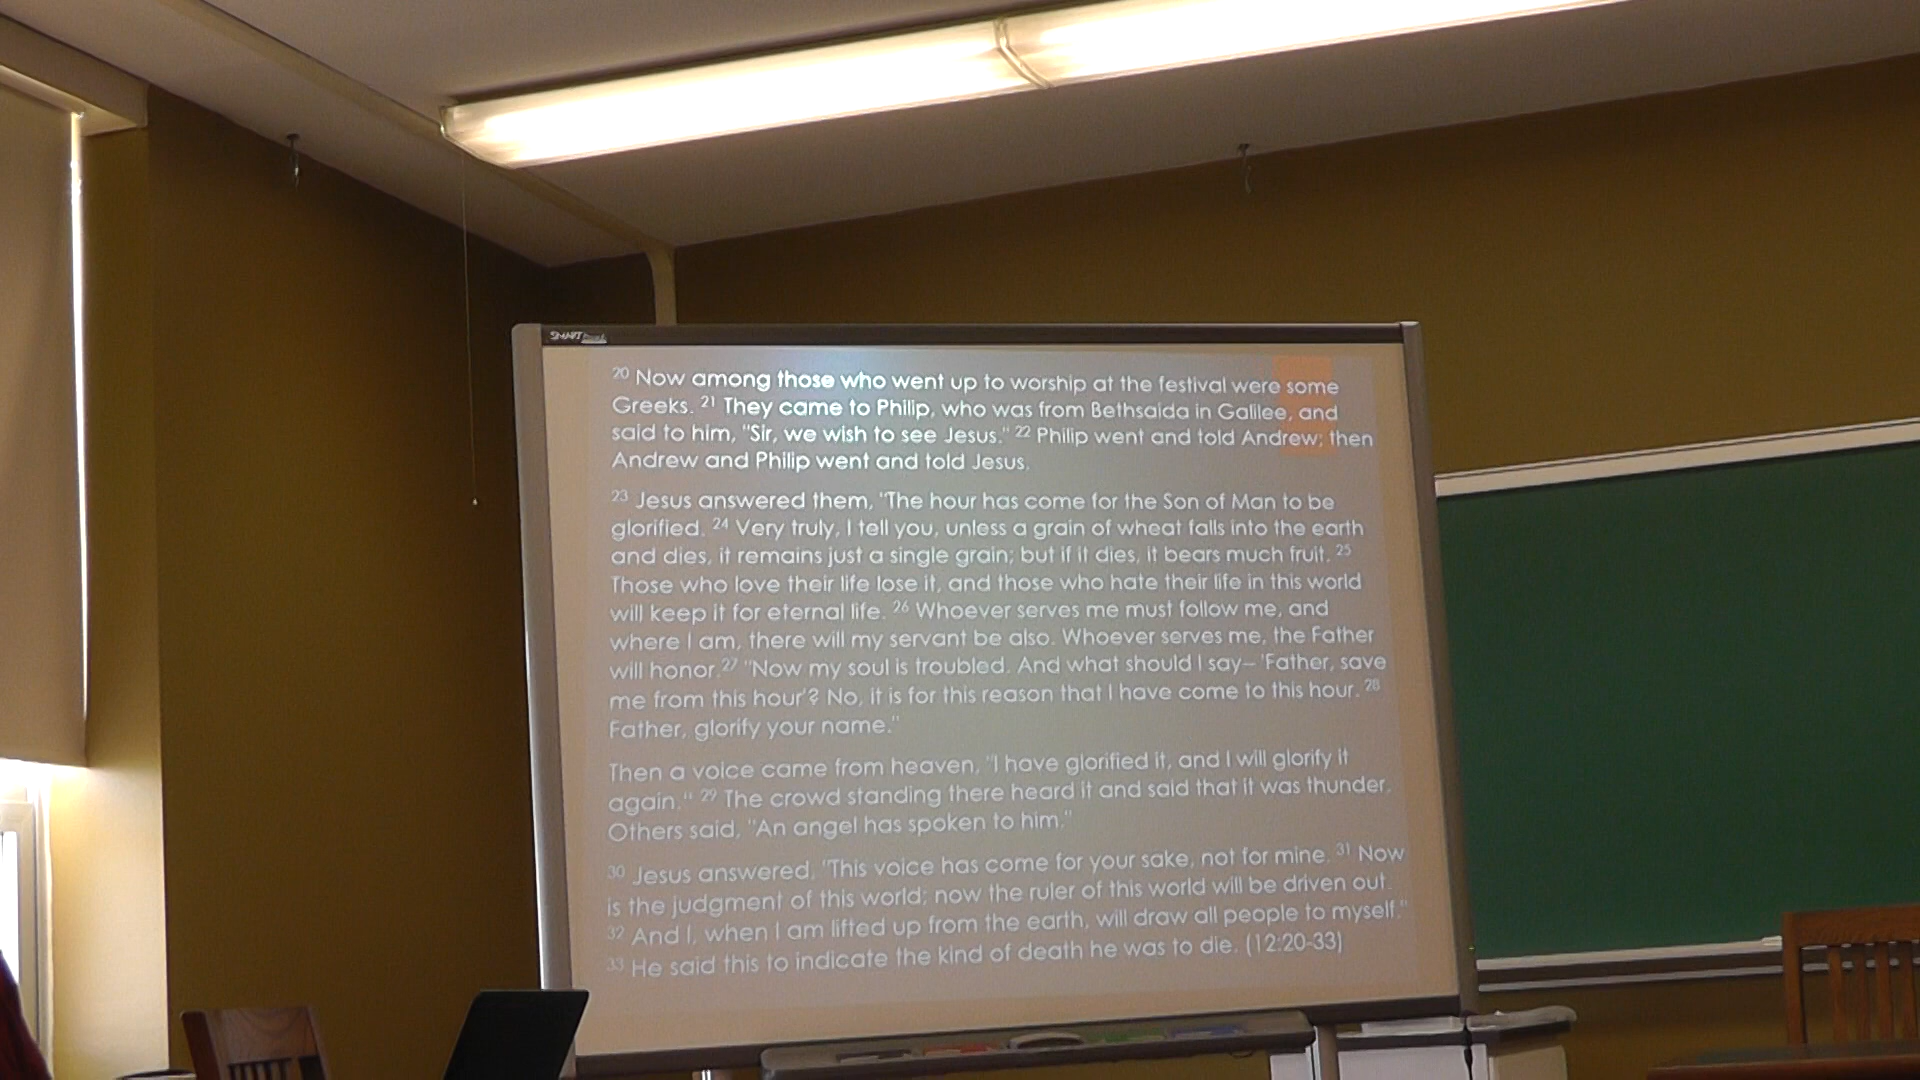 SMART
20 Now among those who went up to worship at the festival were some
Greeks. 21 They came to Philip, who was from Bethsaida in Galilee, and
said to him, "Sir, we wish to see Jesus." 22 Philip went and told Andrew; then
Andrew and Philip went and told Jesus.
23 Jesus answered them, "The hour has come for the Son of Man to be
glorified. 24 Very truly, I tell you, unless a grain of wheat falls into the earth
and dies, it remains just a single grain; but if it dies, it bears much fruit. 25
Those who love their life lose it, and those who hate their life in this world
will keep it for eternal life. 26 Whoever serves me must follow me, and
where I am, there will my servant be also. Whoever serves me, the Father
will honor.27 "Now my soul is troubled. And what should I say– 'Father, save
me from this hour'? No, it is for this reason that I have come to this hour. 28
Father, glorify your name."
Then a voice came from heaven, "I have glorified it, and I will glorify it
again." 29 The crowd standing there heard it and said that it was thunder.
Others said, "An angel has spoken to him."
30 Jesus answered, "This voice has come for your sake, not for mine. 31 Now
is the judgment of this world; now the ruler of this world will be driven out.
32 And I, when I am lifted up from the earth, will draw all people to myself."
33 He said this to indicate the kind of death he was to die. (12:20-33)